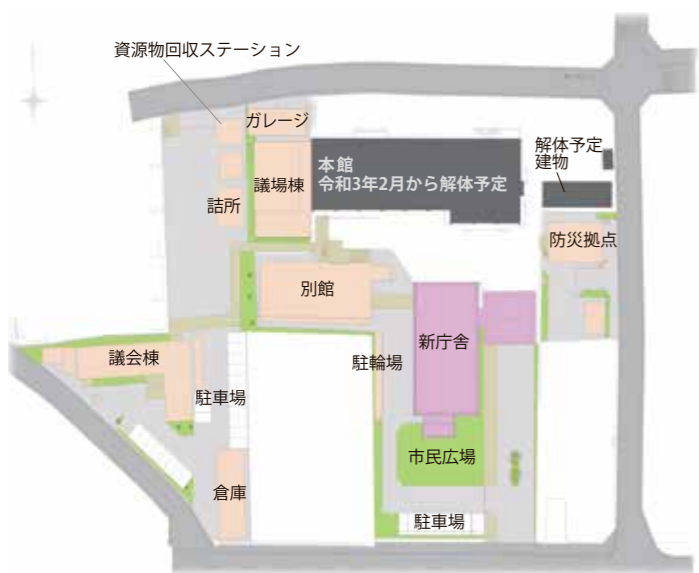 資源物回収ステーション
ガレージ
議場棟
本館
令和3年2月から解体予定
解体予定
建物
詰所
防災拠点
別館
新庁舎
議会棟
駐車場
駐輪場
市民広場
倉庫
駐車場